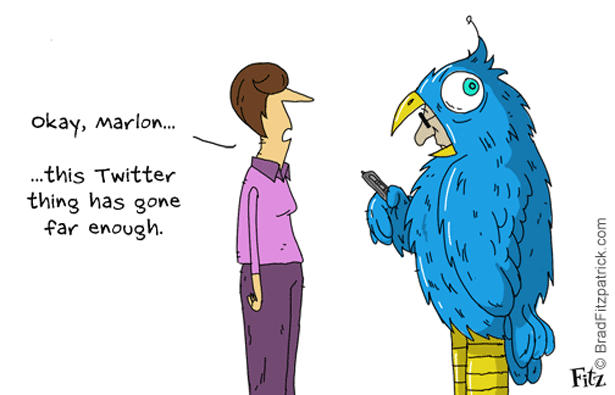 Okay, Marlon...
...this Twitter
thing has gone
far enough.
© BradFitzpatrick.com
Fitz